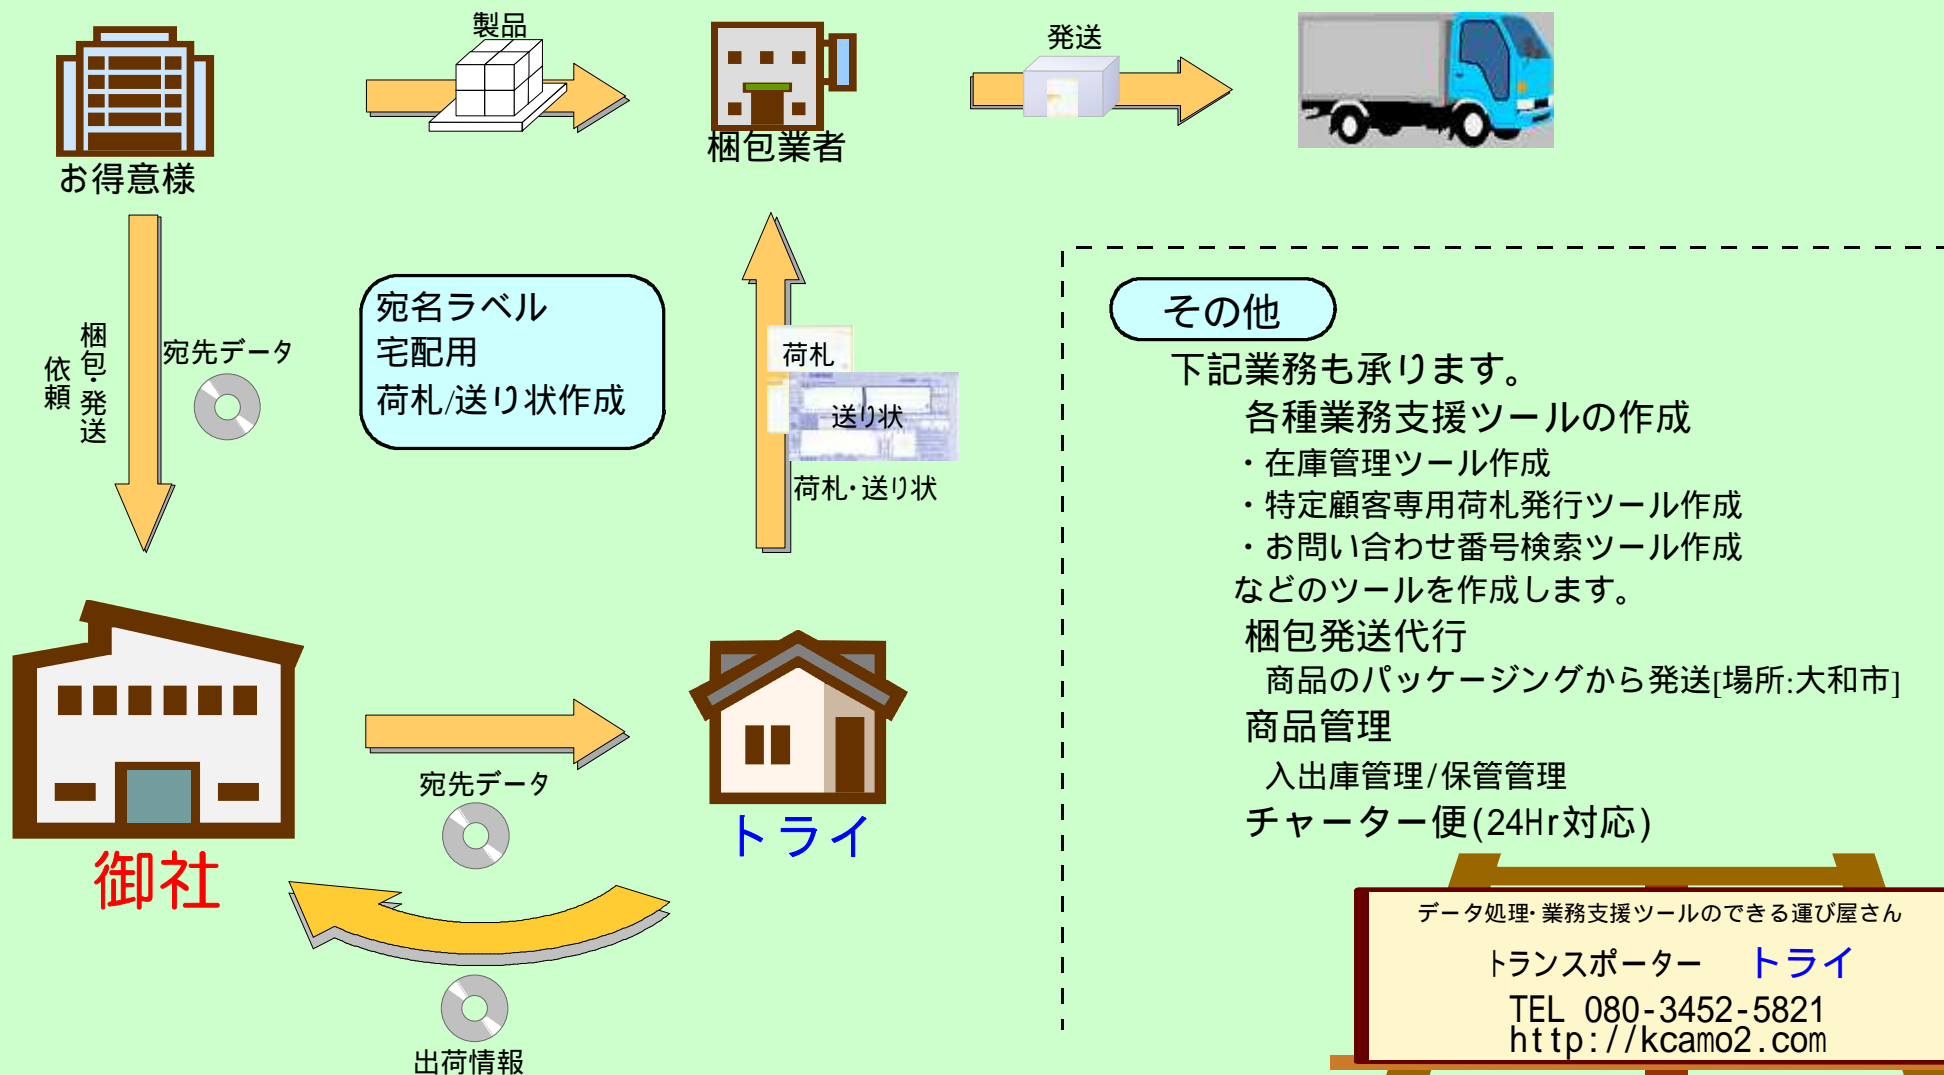 製品
発送
お得意様
梱包業者
梱包・発送
依頼
宛先データ
宛名ラベル
宅配用
荷札/送り状作成
荷札
送り状
荷札・送り状
宛先データ
御社
トライ
出荷情報
その他
下記業務も承ります。
各種業務支援ツールの作成
・在庫管理ツール作成
・特定顧客専用荷札発行ツール作成
・お問い合わせ番号検索ツール作成
などのツールを作成します。
梱包発送代行
商品のパッケージングから発送[場所:大和市]
商品管理
入出庫管理/保管管理
チャーター便(24Hr対応)
データ処理・業務支援ツールのできる運び屋さん
トランスポーター トライ
TEL 080-3452-5821
http://kcamo2.com